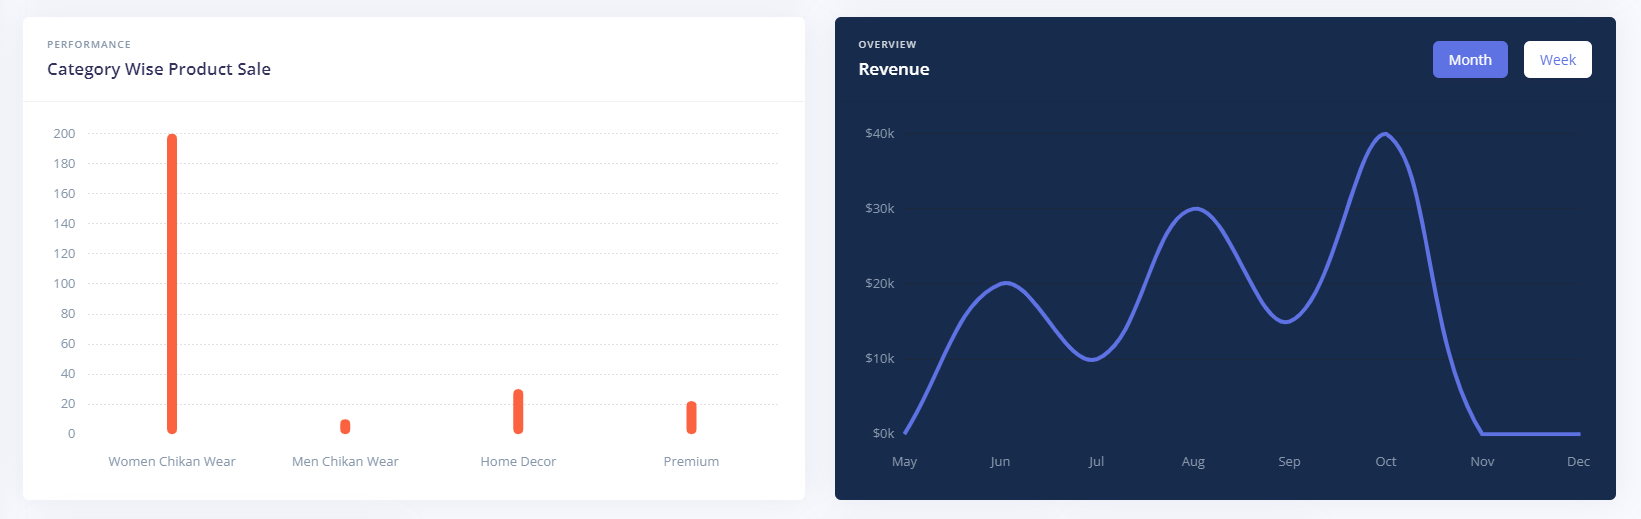 PERFORMANCE
Category Wise Product Sale
200
180
160
140
120
100
80
60
40
20
0
Women Chikan Wear
Men Chikan Wear
Home Decor
Premium
OVERVIEW
Revenue
Month
Week
$40k
$30k
$20k
$10k
$0k
May
Jun
Jul
Aug
Sep
Oct
Nov
Dec